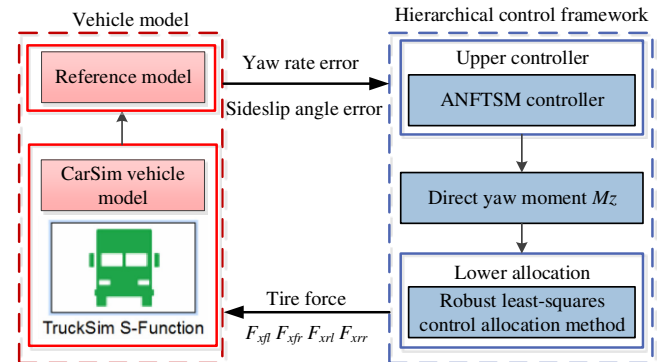 Vehicle model
Reference model
CarSim vehicle
model
TruckSim S-Function
Yaw rate error
Sideslip angle error
Hierarchical control framework
Upper controller
ANFTSM controller
Direct yaw moment Mz
Lower allocation
Robust least-squares
control allocation method
Tire force
Fxfl Fxfr Fxrl Fxrr